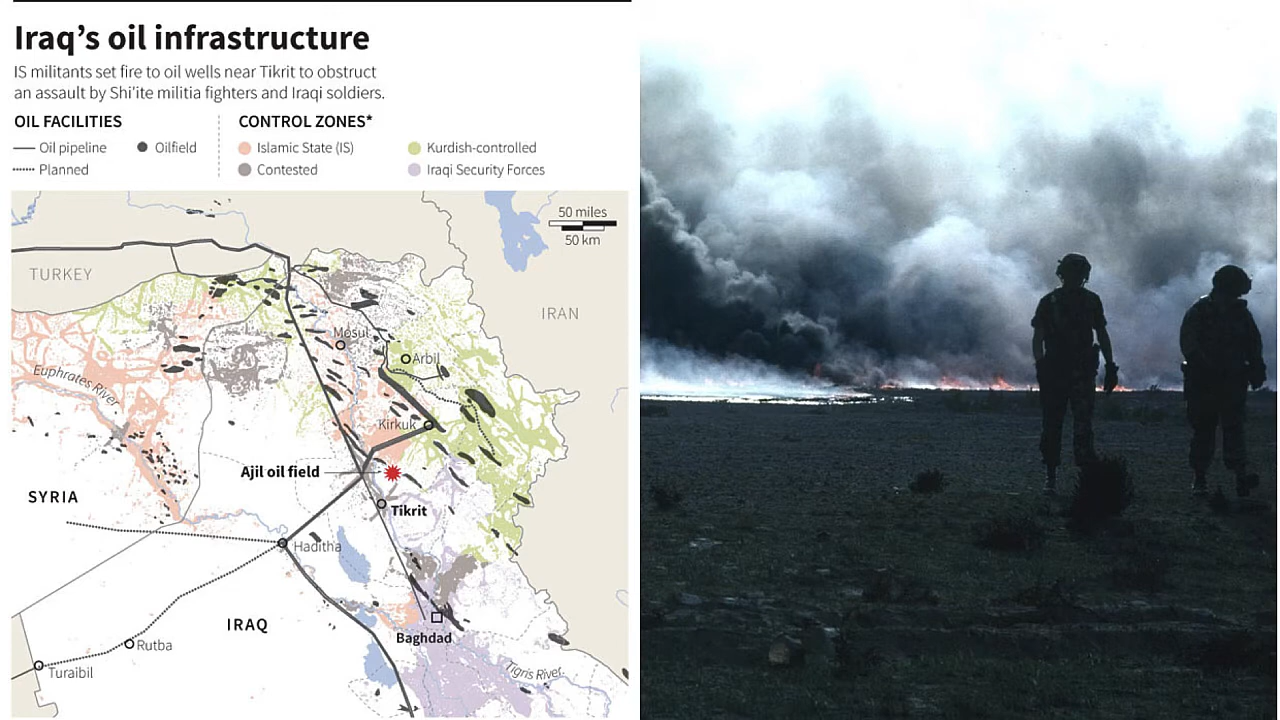 Iraq's oil infrastructure
IS militants set fire to oil wells near Tikrit to obstruct
an assault by Shi'ite militia fighters and Iraqi soldiers.
OIL FACILITIES
Oil pipeline
Oilfield
Planned
CONTROL ZONES*
Islamic State (IS)
Kurdish-controlled
Contested
Iraqi Security Forces
50 miles
50 km
TURKEY
IRAN
Mosul
Arbil
Euphrates River
Kirkuk
Ajil oil field
SYRIA
Tikrit
Haditha
IRAQ
Baghdad
Rutba
Turaibil
Tigris River